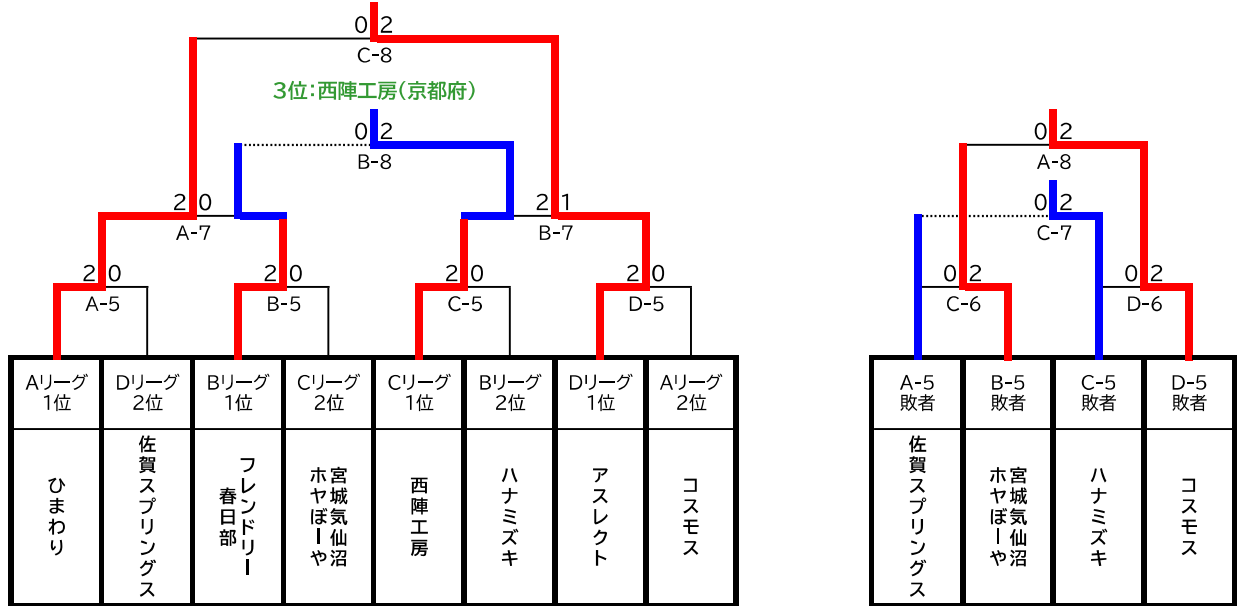 0 2
C-8
3位:西陣工房(京都府)
0 2
B-8
2 0
A-7
2 1
B-7
2 0
A-5
2 0
B-5
2 0
C-5
2 0
D-5
Aリーグ
1位
Dリーグ
2位
Bリーグ
1位
Cリーグ
2位
Cリーグ
1位
Bリーグ
2位
Dリーグ
1位
Aリーグ
2位
ひまわり
佐賀スプリングス
フレンドリー
春日部
宮城気仙沼
ホヤぼーや
西陣工房
ハナミズキ
アスレクト
コスモス
0 2
A-8
0 2
C-7
0 2
C-6
0 2
D-6
A-5
敗者
B-5
敗者
C-5
敗者
D-5
敗者
佐賀スプリングス
宮城気仙沼
ホヤぼーや
ハナミズキ
コスモス